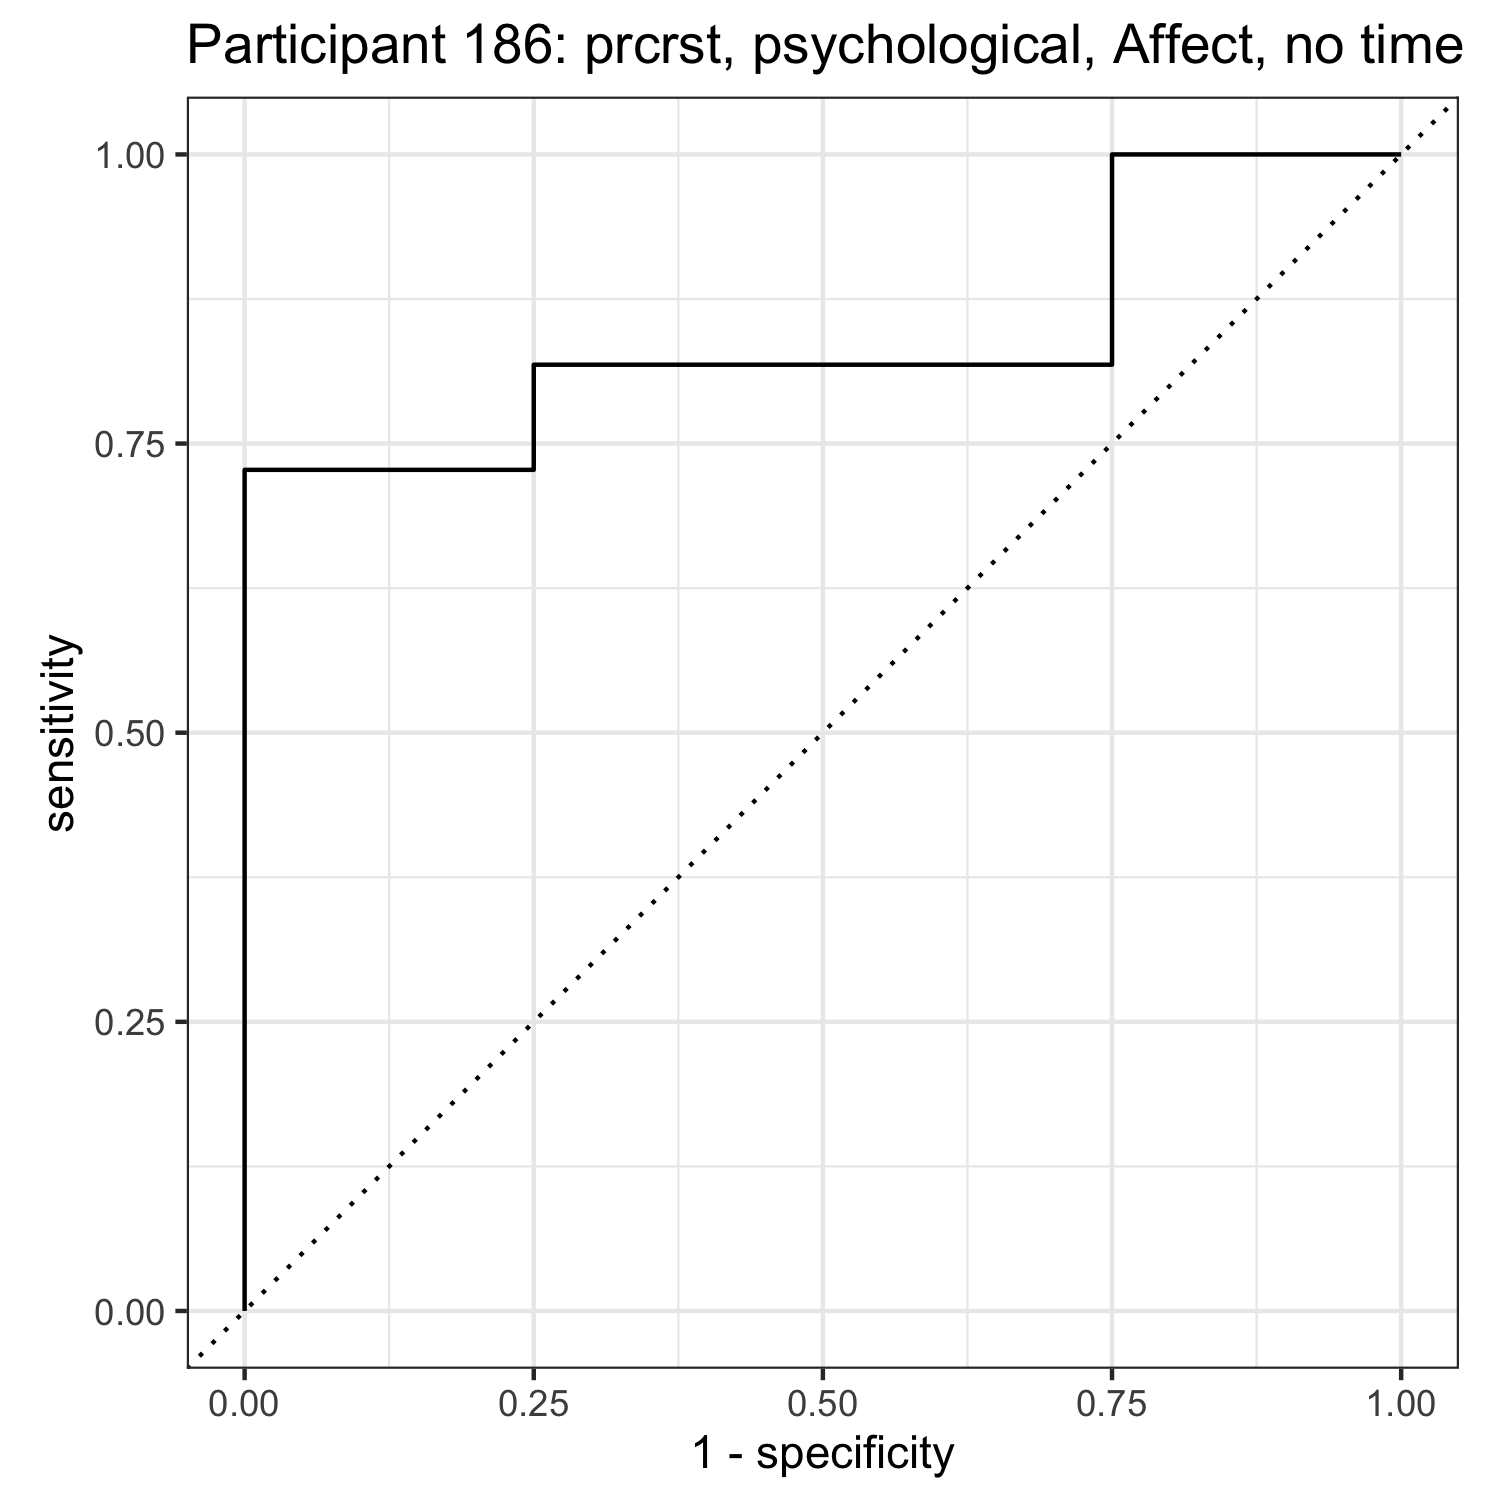 Participant 186: prcrst, psychological, Affect, no time
1.00
0.75
0.50
0.25
0.00
sensitivity
0.00 0.25 0.50 0.75 1.00
1 - specificity